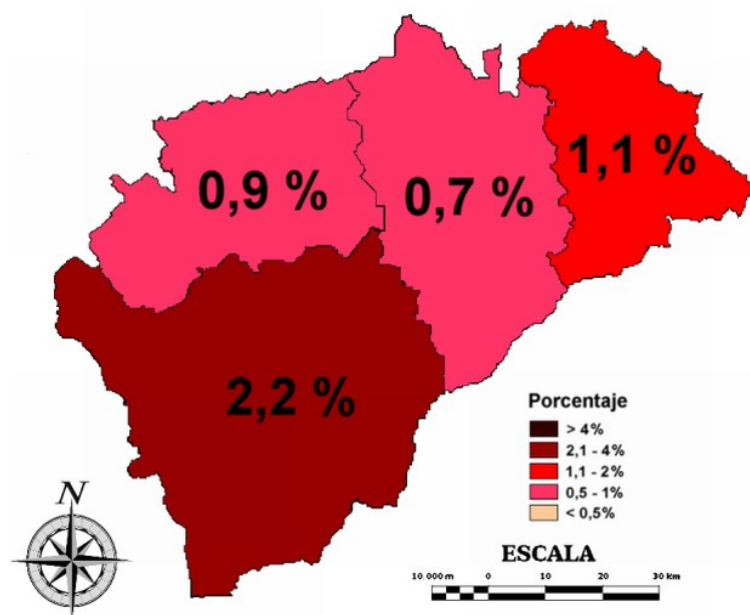 1,1 %
0,9 %
0,7 %
2,2 %
Porcentaje
> 4%
2,1 - 4%
1,1 - 2%
0,5 - 1%
< 0,5%
N
ESCALA
10.000 m 0 10 20 30 km